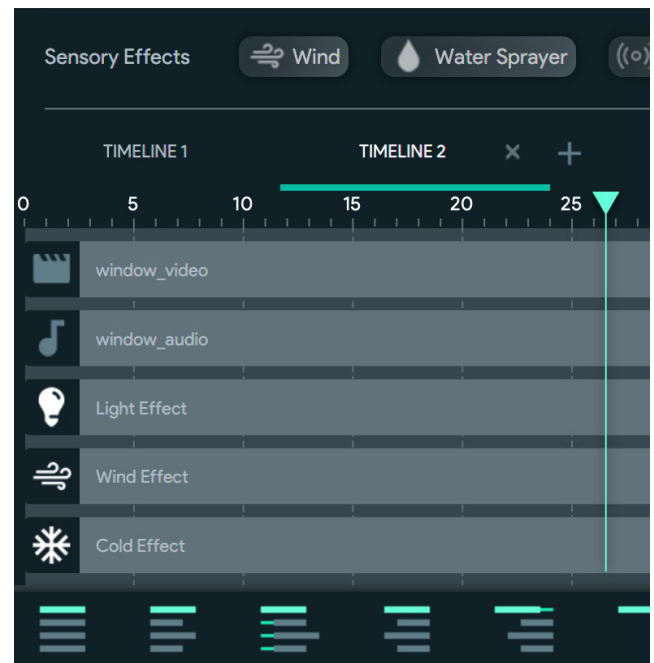 Sensory Effects Wind Water Sprayer
TIMELINE 1 TIMELINE 2
0 5 10 15 20 25
window_video
window_audio
Light Effect
Wind Effect
Cold Effect